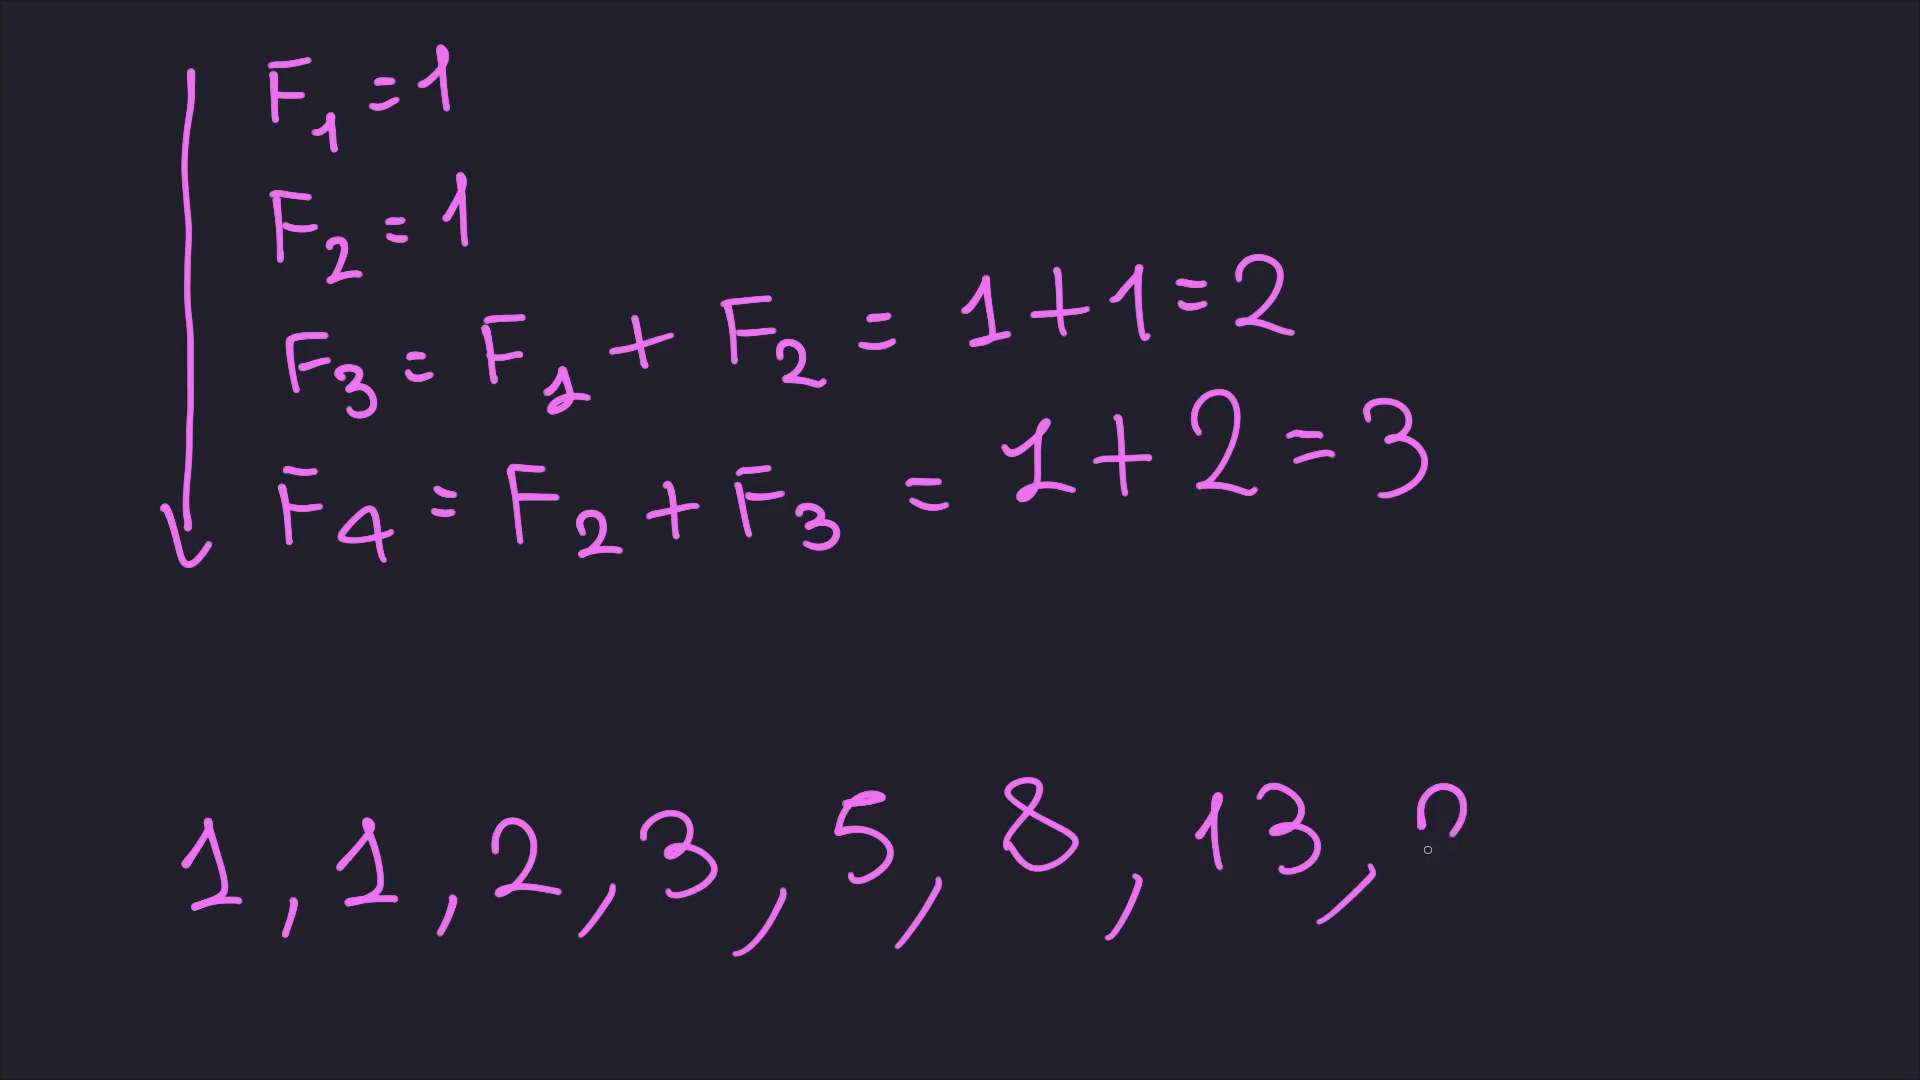 F₁ = 1
F₂ = 1
F₃ = F₁ + F₂ = 1 + 1 = 2
F₄ = F₂ + F₃ = 1 + 2 = 3
1, 1, 2, 3, 5, 8, 13,